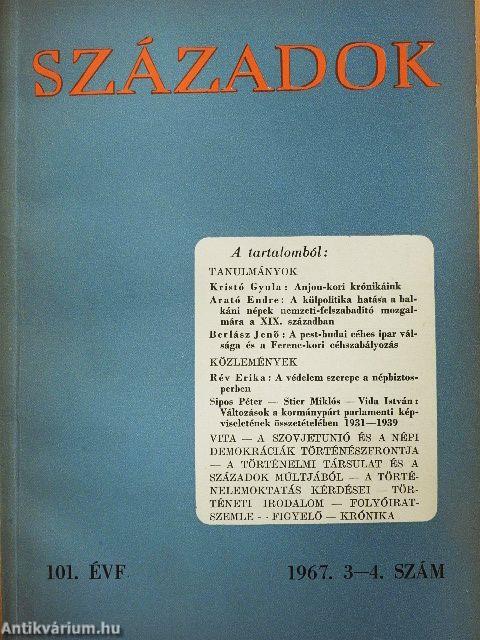 SZÁZADOK
A tartalomból:
TANULMÁNYOK
Kristó Gyula: Anjou-kori krónikáink
Arató Endre: A külpolitika hatása a bal-
káni népek nemzeti-felszabadító mozgal-
mára a XIX. században
Berlász Jenő: A pest-budai céhes ipar vál-
sága és a Ferenc-kori céhszabályozás
KÖZLEMÉNYEK
Rév Erika: A védelem szerepe a népbiztos-
perben
Sipos Péter — Stier Miklós — Vida István:
Változások a kormánypárt parlamenti kép-
viseletének összetételében 1931—1939
VITA — A SZOVJETUNIÓ ÉS A NÉPI
DEMOKRÁCIÁK TÖRTÉNÉSZFRONTJA
— A TÖRTÉNELMI TÁRSULAT ÉS A
SZÁZADOK MÚLTJÁBÓL — A TÖRTÉ-
NELEMOKTATÁS KÉRDÉSEI — TÖR-
TÉNETI IRODALOM — FOLYÓIRAT-
SZEMLE - - FIGYELŐ — KRÓNIKA
101. ÉVF
1967. 3—4. SZÁM
Antikvárium.hu